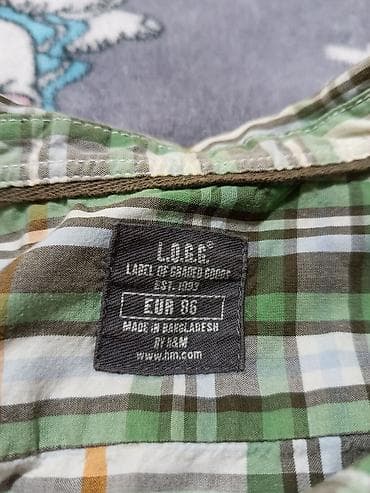 L.O.G.G.®
LABEL OF GRADED GOODS
EST. 1993
EUR 86
MADE IN BANGLADESH
BY H&M
www.hm.com